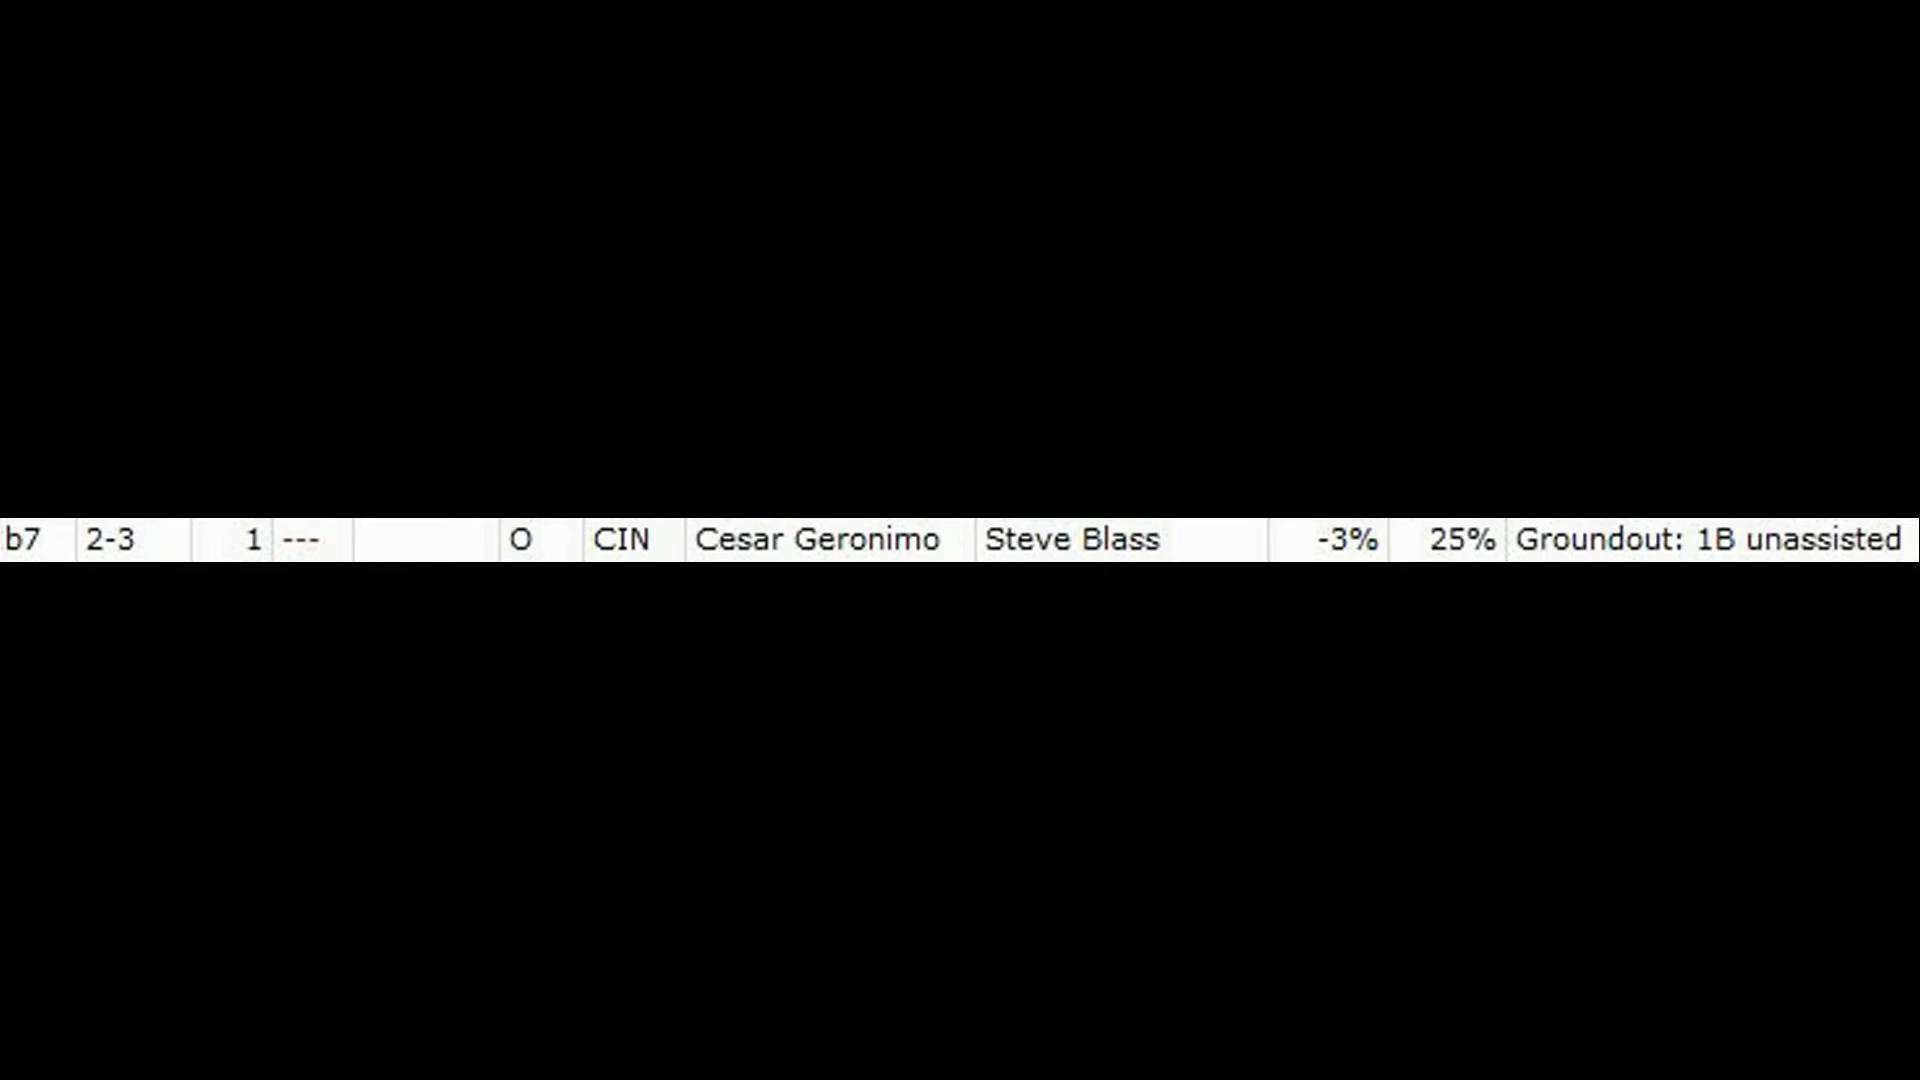 b7 2-3 1 --- O CIN Cesar Geronimo Steve Blass -3% 25% Groundout: 1B unassisted